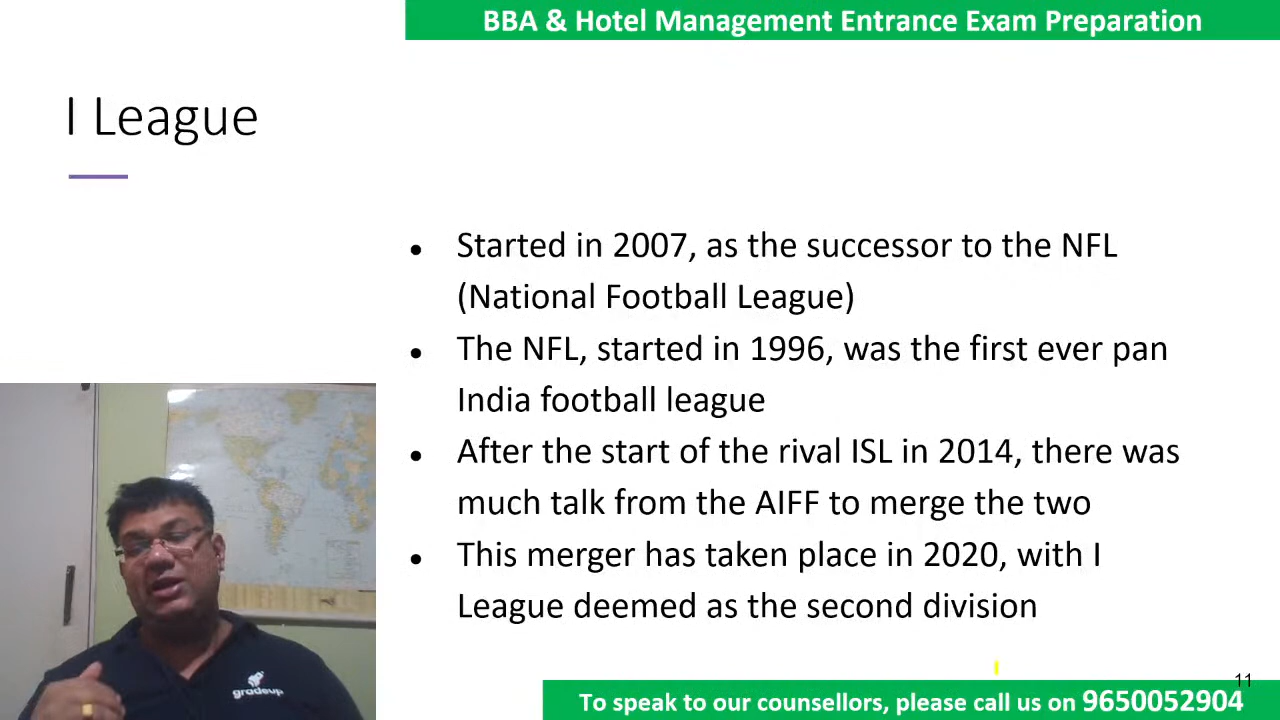 BBA & Hotel Management Entrance Exam Preparation
I League
● Started in 2007, as the successor to the NFL
(National Football League)
● The NFL, started in 1996, was the first ever pan
India football league
● After the start of the rival ISL in 2014, there was
much talk from the AIFF to merge the two
● This merger has taken place in 2020, with I
League deemed as the second division
gradeup
11
To speak to our counsellors, please call us on 9650052904